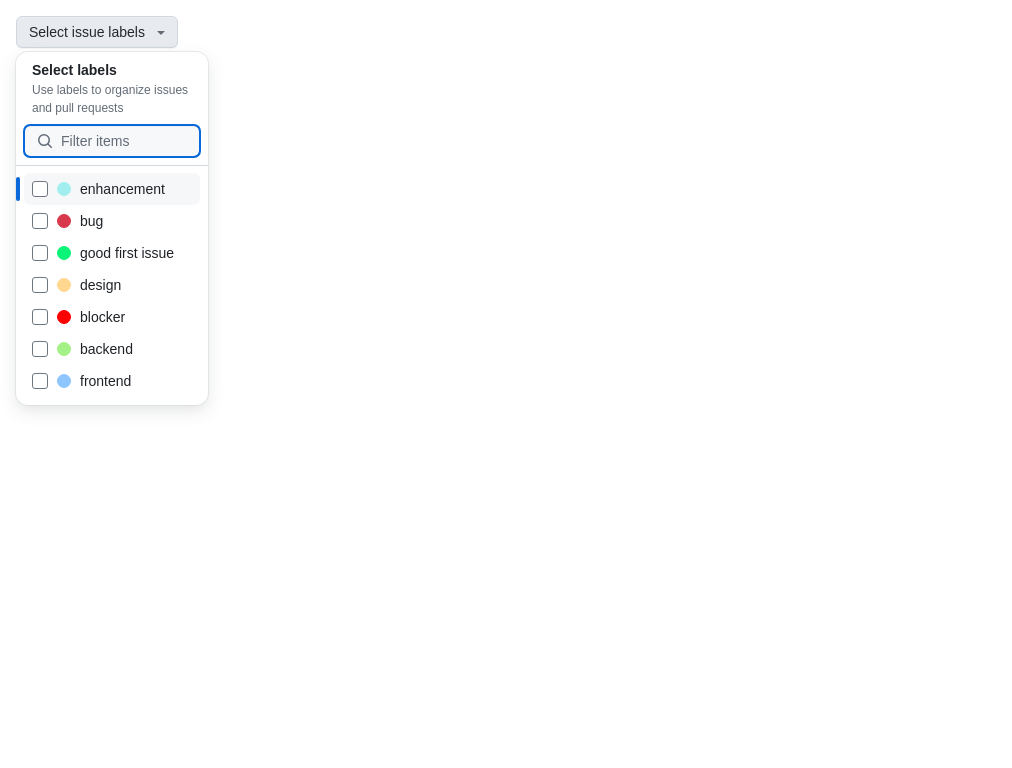 Select issue labels
Select labels
Use labels to organize issues
and pull requests
Filter items
enhancement
bug
good first issue
design
blocker
backend
frontend